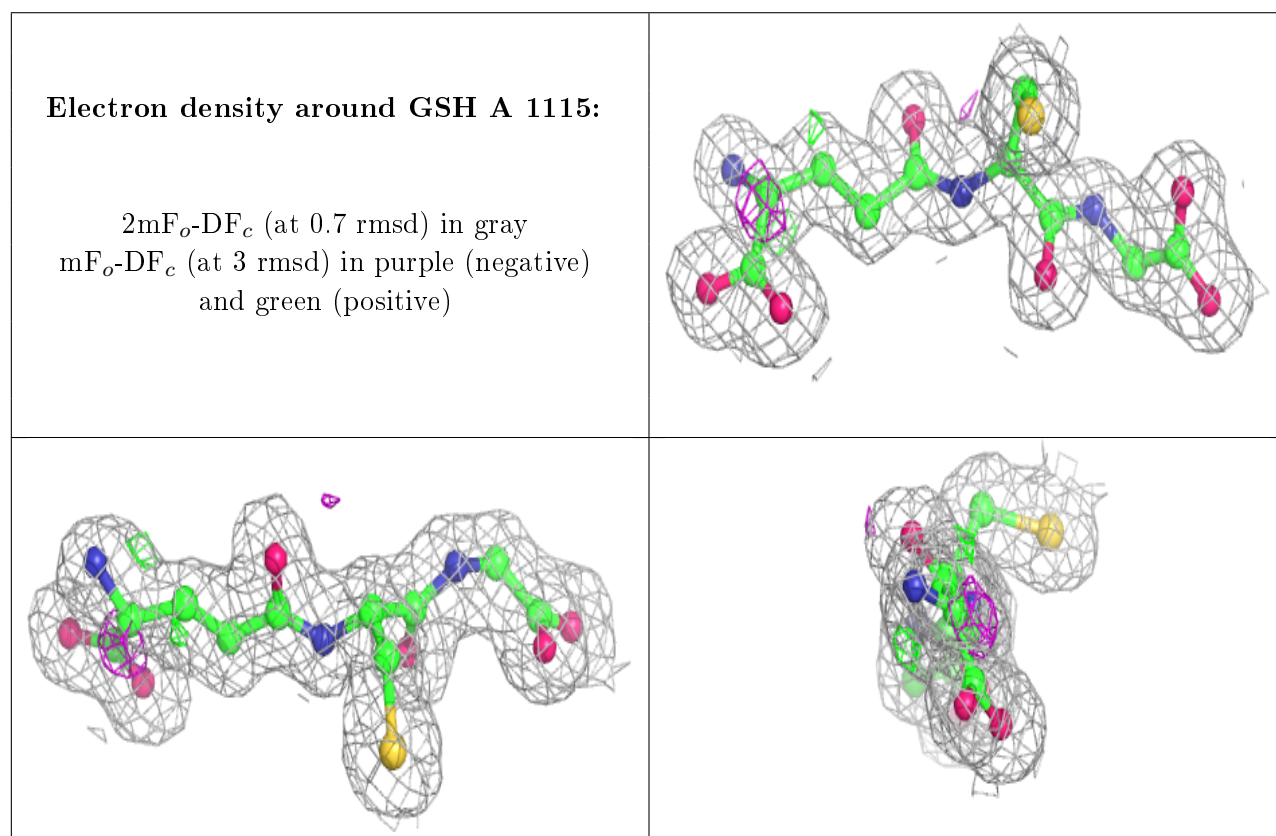 Electron density around GSH A 1115:
2mFₒ-DF𝒸 (at 0.7 rmsd) in gray
mFₒ-DF𝒸 (at 3 rmsd) in purple (negative)
and green (positive)